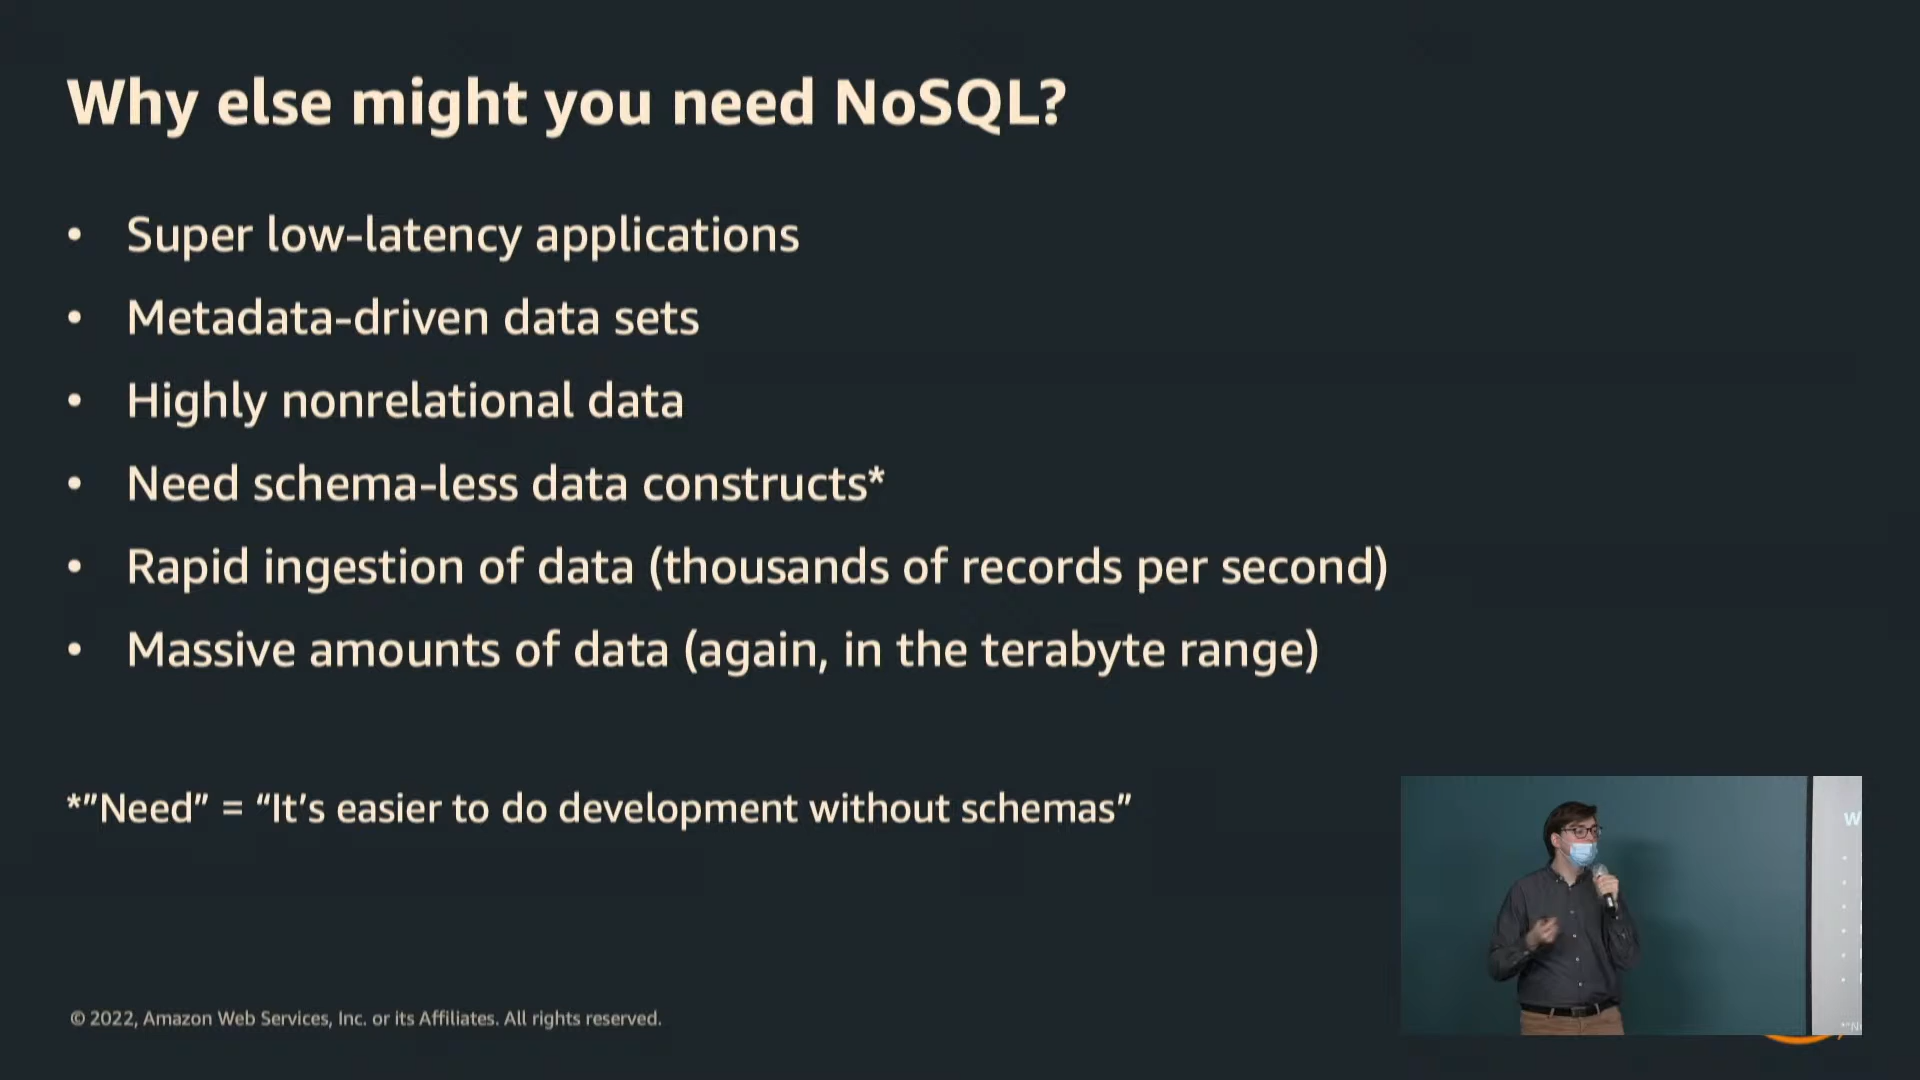 Why else might you need NoSQL?
• Super low-latency applications
• Metadata-driven data sets
• Highly nonrelational data
• Need schema-less data constructs*
• Rapid ingestion of data (thousands of records per second)
• Massive amounts of data (again, in the terabyte range)
*”Need” = “It’s easier to do development without schemas”
© 2022, Amazon Web Services, Inc. or its Affiliates. All rights reserved.
W